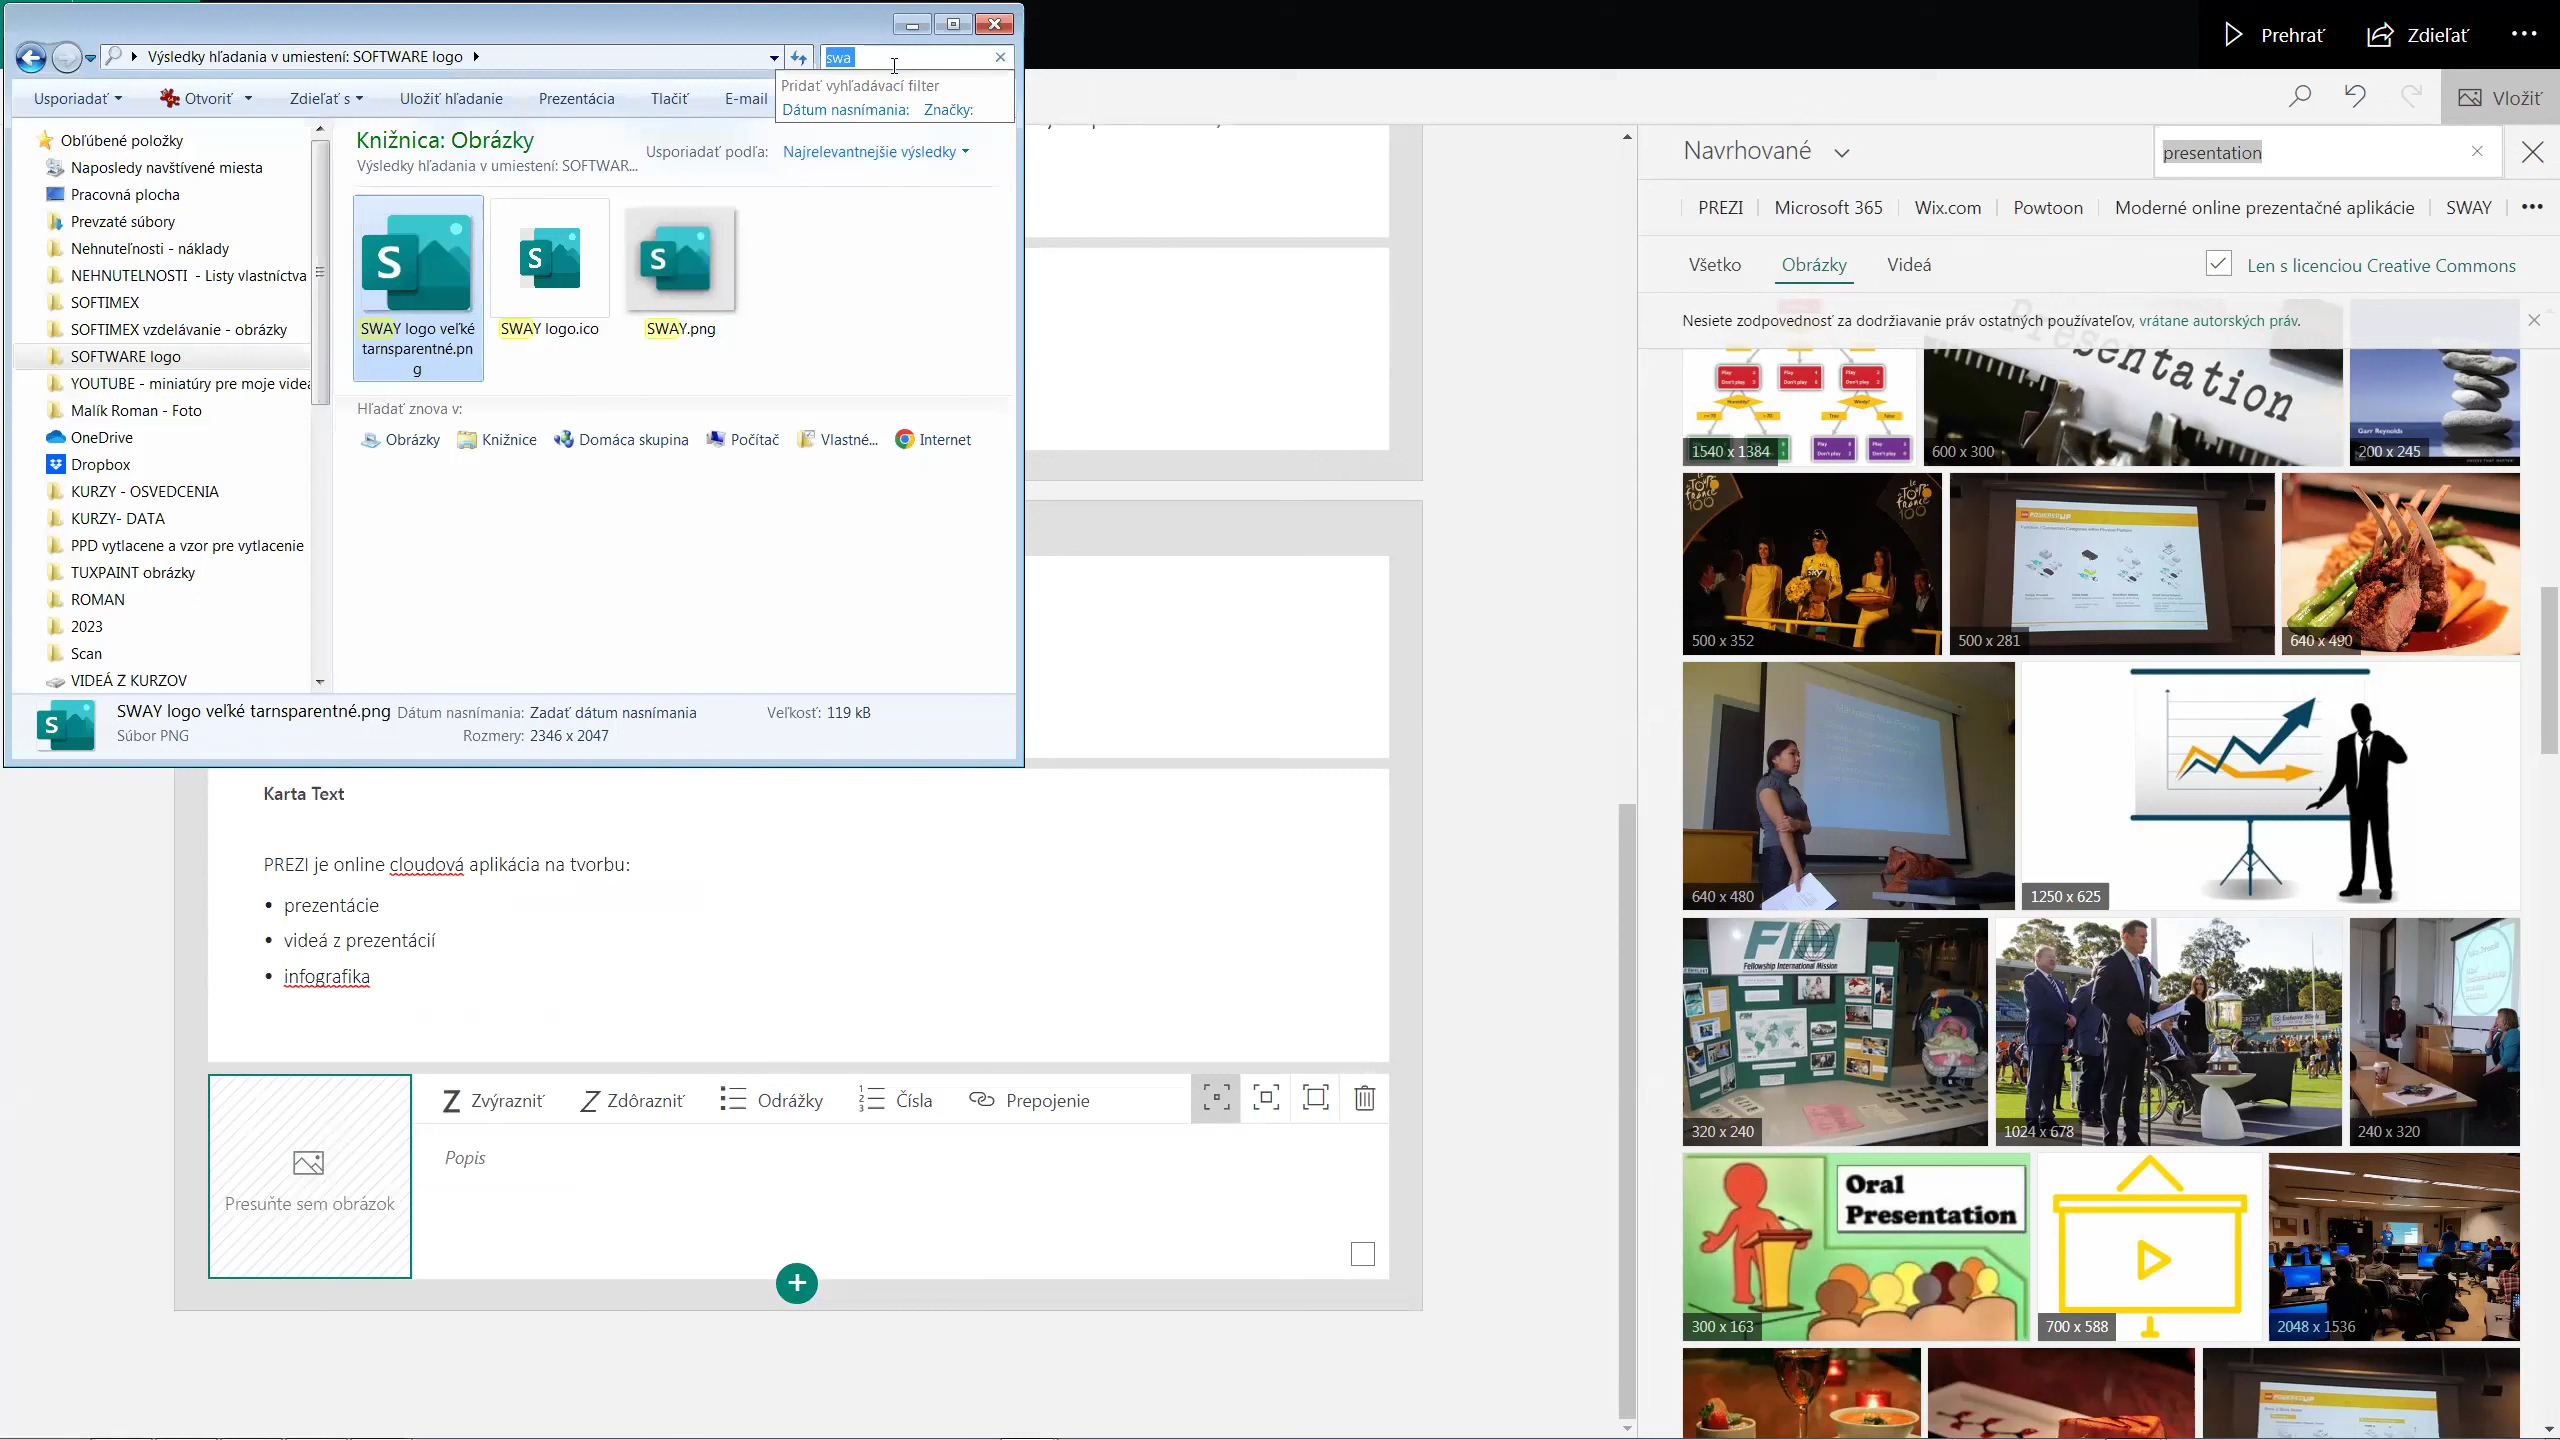 Výsledky hľadania v umiestení: SOFTWARE logo
swa
Pridať vyhľadávací filter
Dátum nasnímania: Značky:
Usporiadať
Otvoriť
Zdieľať s
Uložiť hľadanie
Prezentácia
Tlačiť
E-mail
Obľúbené položky
Naposledy navštívené miesta
Pracovná plocha
Prevzaté súbory
Nehnuteľnosti - náklady
NEHNUTELNOSTI - Listy vlastníctva
SOFTIMEX
SOFTIMEX vzdelávanie - obrázky
SOFTWARE logo
YOUTUBE - miniatúry pre moje videá
Malík Roman - Foto
OneDrive
Dropbox
KURZY - OSVEDCENIA
KURZY- DATA
PPD vytlacene a vzor pre vytlacenie
TUXPAINT obrázky
ROMAN
2023
Scan
VIDEÁ Z KURZOV
Knižnica: Obrázky
Výsledky hľadania v umiestení: SOFTWAR...
Usporiadať podľa: Najrelevantnejšie výsledky
SWAY logo veľké
tarnsparentné.pn
g
SWAY logo.ico
SWAY.png
Hľadať znova v:
Obrázky
Knižnice
Domáca skupina
Počítač
Vlastné...
Internet
SWAY logo veľké tarnsparentné.png
Súbor PNG
Dátum nasnímania: Zadať dátum nasnímania
Rozmery: 2346 x 2047
Veľkosť: 119 kB
Karta Text
PREZI je online cloudová aplikácia na tvorbu:
• prezentácie
• videá z prezentácií
• infografika
Presuňte sem obrázok
Z Zvýrazniť
Z Zdôrazniť
Odrážky
Čísla
Prepojenie
Popis
Prehrať
Zdieľať
Vložiť
Navrhované
presentation
PREZI
Microsoft 365
Wix.com
Powtoon
Moderné online prezentačné aplikácie
SWAY
Všetko
Obrázky
Videá
Len s licenciou Creative Commons
Nesiete zodpovednosť za dodržiavanie práv ostatných používateľov, vrátane autorských práv.
1540 x 1384
Presentation
600 x 300
Garr Reynolds
200 x 245
500 x 352
500 x 281
640 x 490
640 x 480
1250 x 625
FIM
Fellowship International Mission
320 x 240
1024 x 678
240 x 320
Oral
Presentation
300 x 163
700 x 588
2048 x 1536